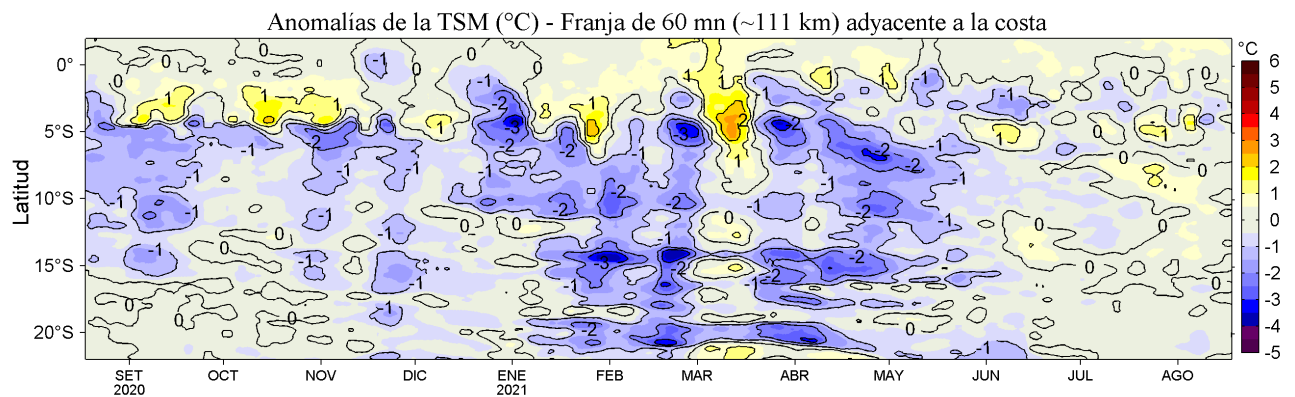 Anomalías de la TSM (°C) - Franja de 60 mn (~111 km) adyacente a la costa
°C
6
5
4
3
2
1
0
-1
-2
-3
-4
-5
Latitud
0°
5°S
10°S
15°S
20°S
SET OCT NOV DIC ENE FEB MAR ABR MAY JUN JUL AGO
2020 2021